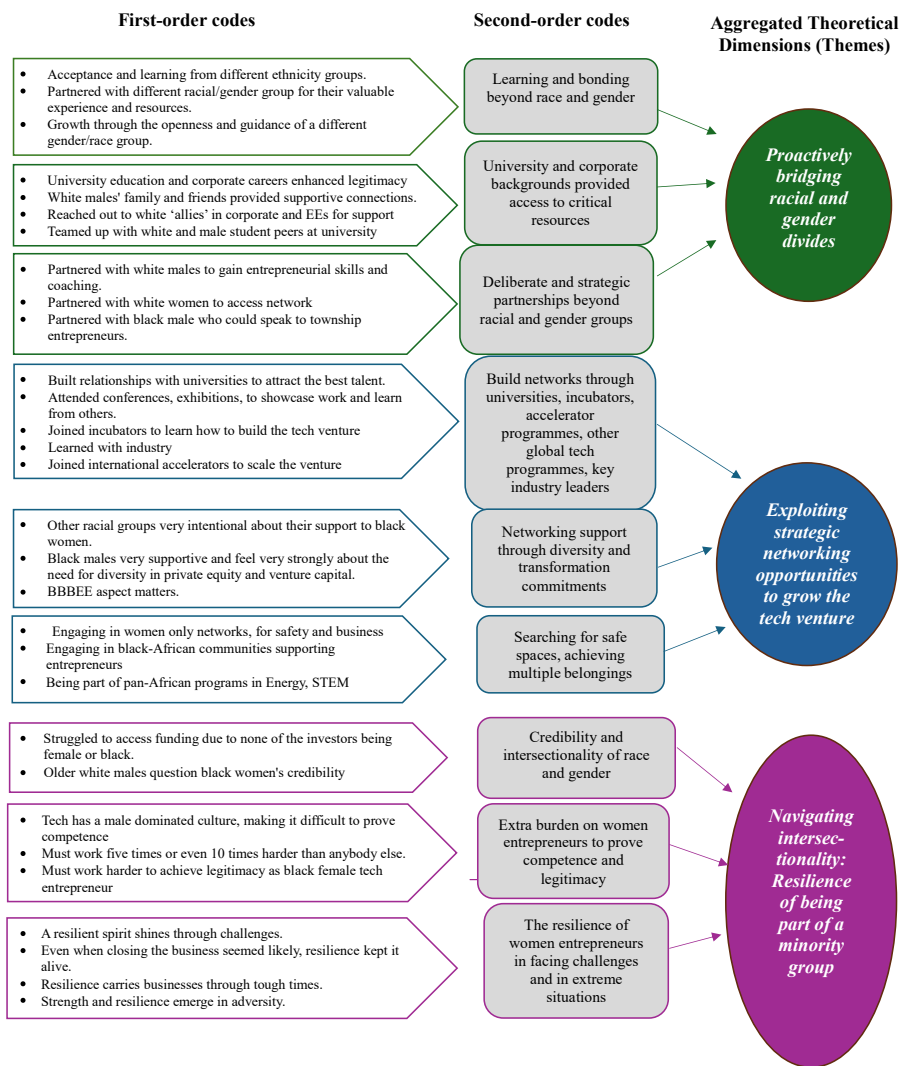 First-order codes
Second-order codes
Aggregated Theoretical
Dimensions (Themes)
• Acceptance and learning from different ethnicity groups.
• Partnered with different racial/gender group for their valuable
experience and resources.
• Growth through the openness and guidance of a different
gender/race group.
Learning and bonding
beyond race and gender
• University education and corporate careers enhanced legitimacy
• White males' family and friends provided supportive connections.
• Reached out to white ‘allies’ in corporate and EEs for support
• Teamed up with white and male student peers at university
University and corporate
backgrounds provided
access to critical
resources
• Partnered with white males to gain entrepreneurial skills and
coaching.
• Partnered with white women to access network
• Partnered with black male who could speak to township
entrepreneurs.
Deliberate and strategic
partnerships beyond
racial and gender groups
Proactively
bridging
racial and
gender
divides
• Built relationships with universities to attract the best talent.
• Attended conferences, exhibitions, to showcase work and learn
from others.
• Joined incubators to learn how to build the tech venture
• Learned with industry
• Joined international accelerators to scale the venture
Build networks through
universities, incubators,
accelerator
programmes, other
global tech
programmes, key
industry leaders
• Other racial groups very intentional about their support to black
women.
• Black males very supportive and feel very strongly about the
need for diversity in private equity and venture capital.
• BBBEE aspect matters.
Networking support
through diversity and
transformation
commitments
• Engaging in women only networks, for safety and business
• Engaging in black-African communities supporting
entrepreneurs
• Being part of pan-African programs in Energy, STEM
Searching for safe
spaces, achieving
multiple belongings
Exploiting
strategic
networking
opportunities
to grow the
tech venture
• Struggled to access funding due to none of the investors being
female or black.
• Older white males question black women's credibility
Credibility and
intersectionality of race
and gender
• Tech has a male dominated culture, making it difficult to prove
competence
• Must work five times or even 10 times harder than anybody else.
• Must work harder to achieve legitimacy as black female tech
entrepreneur
Extra burden on women
entrepreneurs to prove
competence and
legitimacy
• A resilient spirit shines through challenges.
• Even when closing the business seemed likely, resilience kept it
alive.
• Resilience carries businesses through tough times.
• Strength and resilience emerge in adversity.
The resilience of
women entrepreneurs
in facing challenges
and in extreme
situations
Navigating
intersec-
tionality:
Resilience
of being
part of a
minority
group